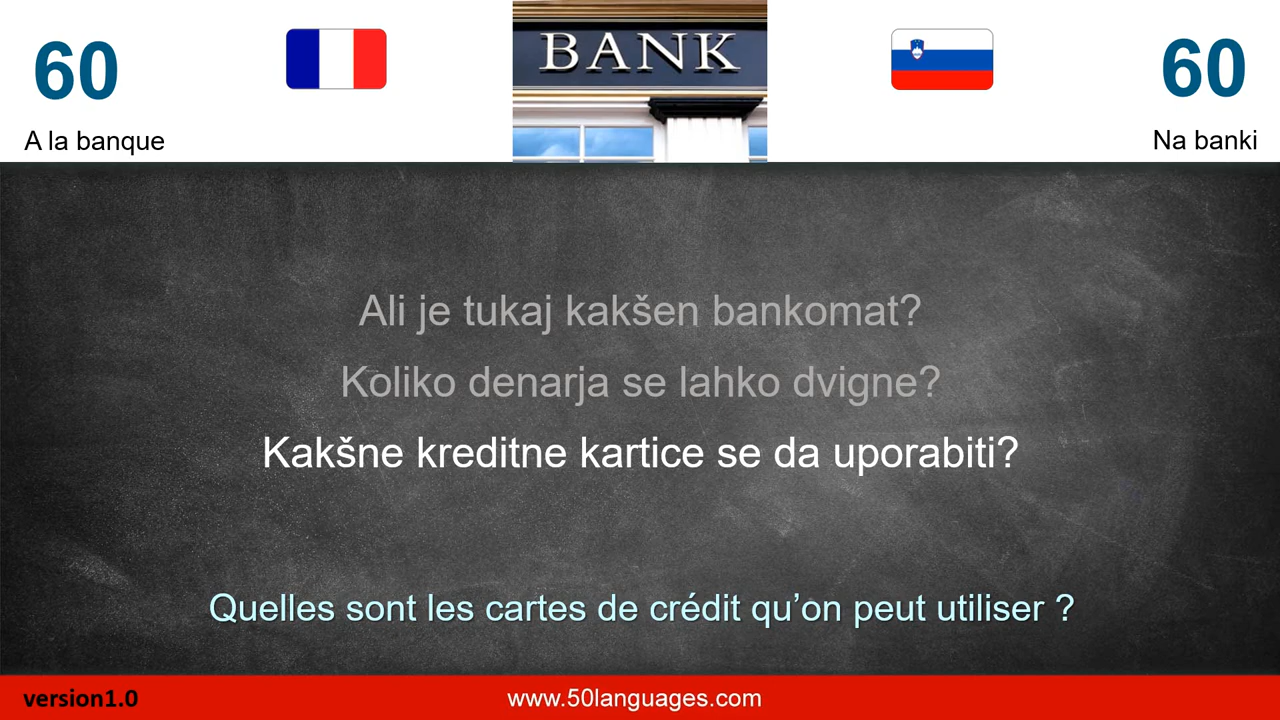 60
BANK
60
A la banque
Na banki
Ali je tukaj kakšen bankomat?
Koliko denarja se lahko dvigne?
Kakšne kreditne kartice se da uporabiti?
Quelles sont les cartes de crédit qu’on peut utiliser ?
version1.0
www.50languages.com